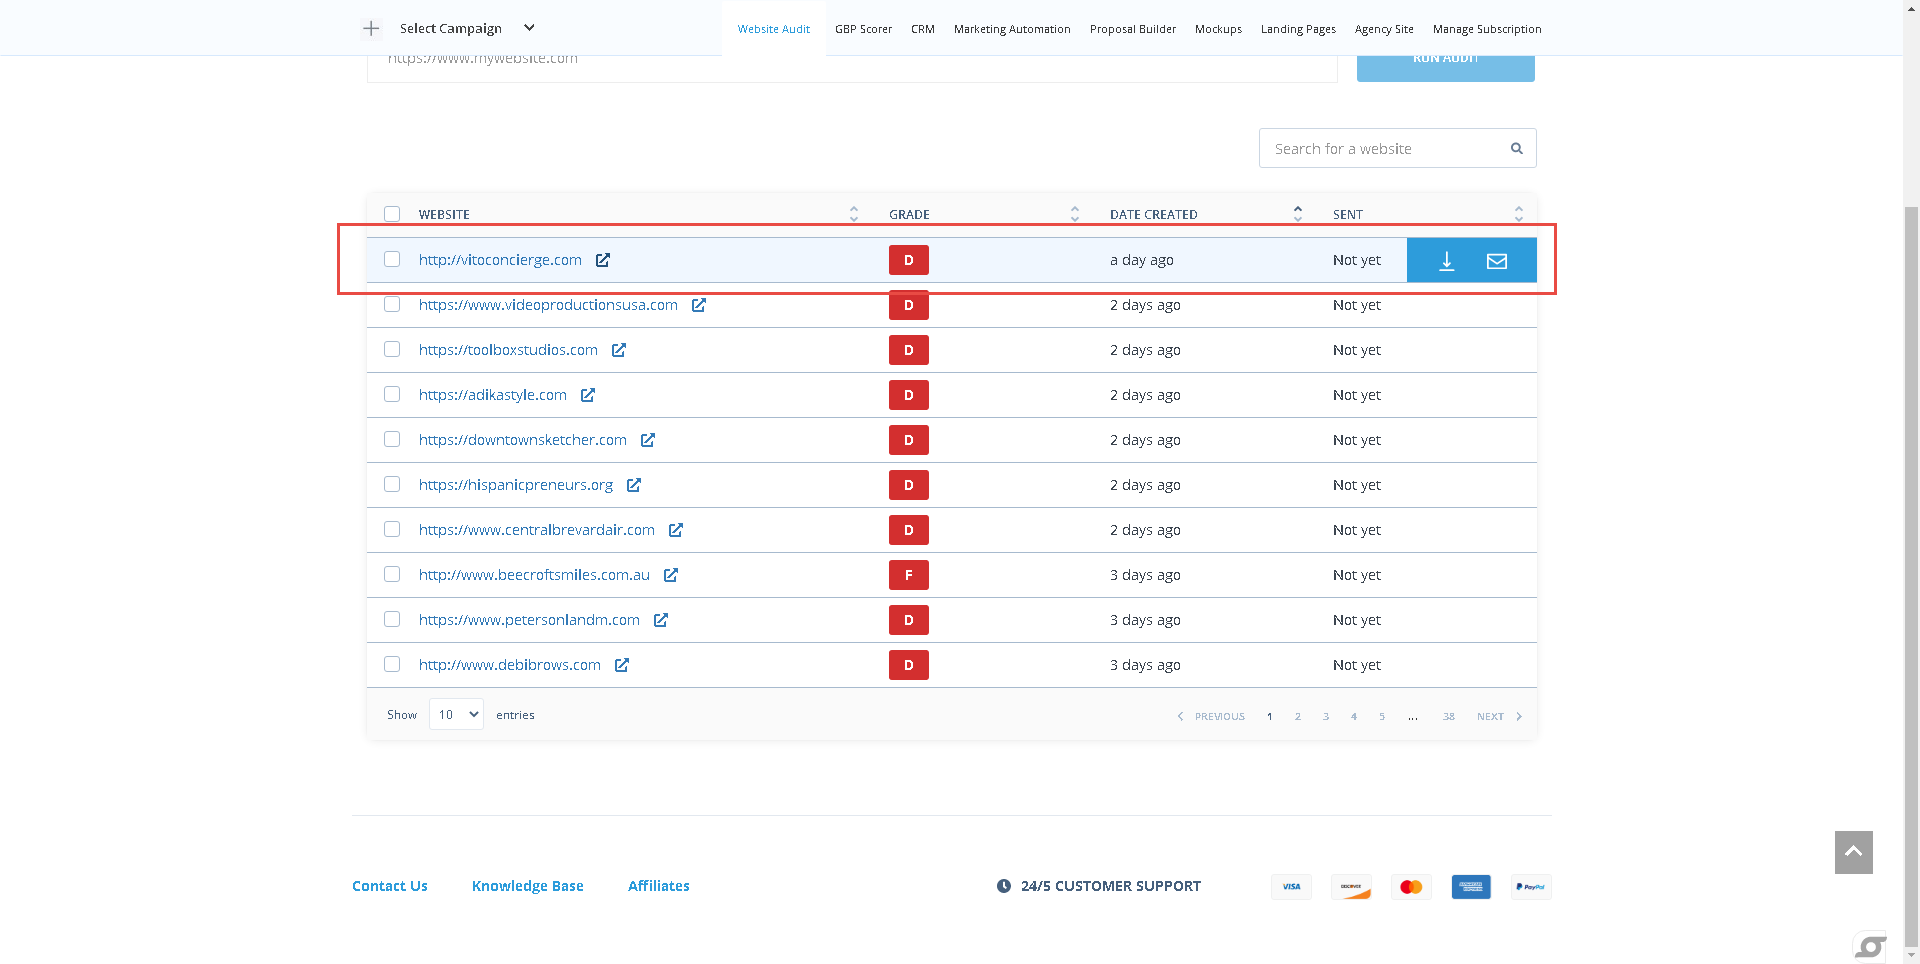 Select Campaign
Website Audit GBP Scorer CRM Marketing Automation Proposal Builder Mockups Landing Pages Agency Site Manage Subscription
https://www.mywebsite.com RUN AUDIT
Search for a website
WEBSITE GRADE DATE CREATED SENT
http://vitoconcierge.com D a day ago Not yet
https://www.videoproductionsusa.com D 2 days ago Not yet
https://toolboxstudios.com D 2 days ago Not yet
https://adikastyle.com D 2 days ago Not yet
https://downtownsketcher.com D 2 days ago Not yet
https://hispanicpreneurs.org D 2 days ago Not yet
https://www.centralbrevardair.com D 2 days ago Not yet
http://www.beecroftsmiles.com.au F 3 days ago Not yet
https://www.petersonlandm.com D 3 days ago Not yet
http://www.debibrows.com D 3 days ago Not yet
Show 10 entries PREVIOUS 1 2 3 4 5 ... 38 NEXT
Contact Us Knowledge Base Affiliates 24/5 CUSTOMER SUPPORT VISA DISCOVER AMERICAN EXPRESS PayPal